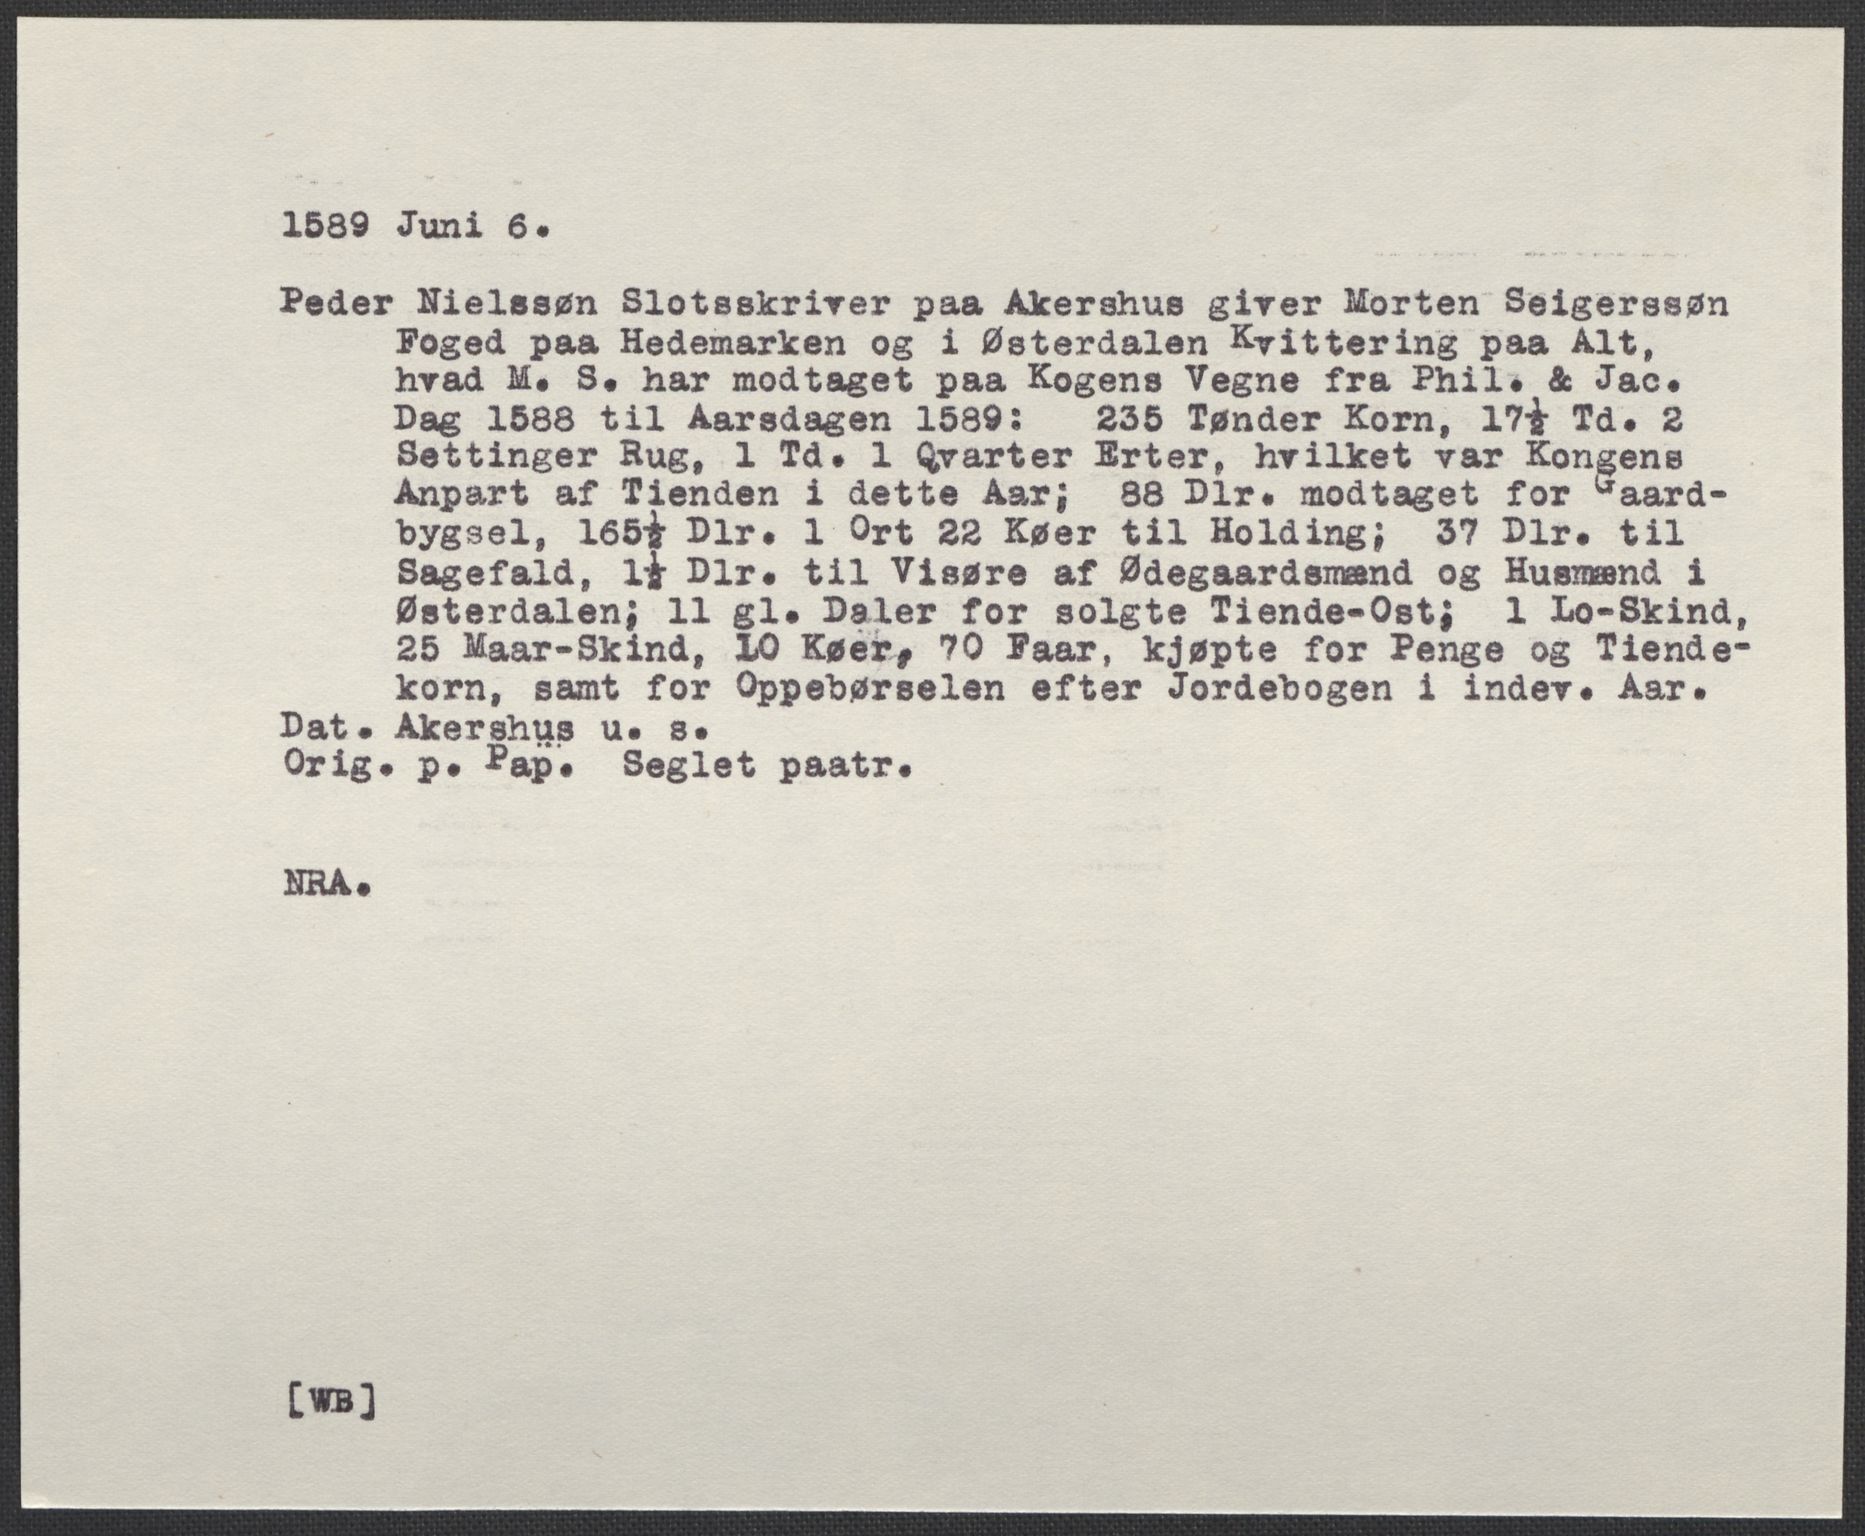 1589 Juni 6.
Peder Nielssøn Slotsskriver paa Akershus giver Morten Seigerssøn
Foged paa Hedemarken og i Østerdalen Kvittering paa Alt,
hvad M. S. har modtaget paa Kogens Vegne fra Phil. & Jac.
Dag 1588 til Aarsdagen 1589: 235 Tønder Korn, 17½ Td. 2
Settinger Rug, 1 Td. 1 Qvarter Erter, hvilket var Kongens
Anpart af Tienden i dette Aar; 88 Dlr. modtaget for Gaard-
bygsel, 165½ Dlr. 1 Ort 22 Køer til Holding; 37 Dlr. til
Sagefald, 1½ Dlr. til Visøre af Ødegaardsmænd og Husmænd i
Østerdalen; 11 gl. Daler for solgte Tiende-Ost; 1 Lo-Skind,
25 Maar-Skind, 10 Køer, 70 Faar, kjøpte for Penge og Tiende-
korn, samt for Oppebørselen efter Jordebogen i indev. Aar.
Dat. Akershus u. s.
Orig. p. Pap. Seglet paatr.
NRA.
[WB]